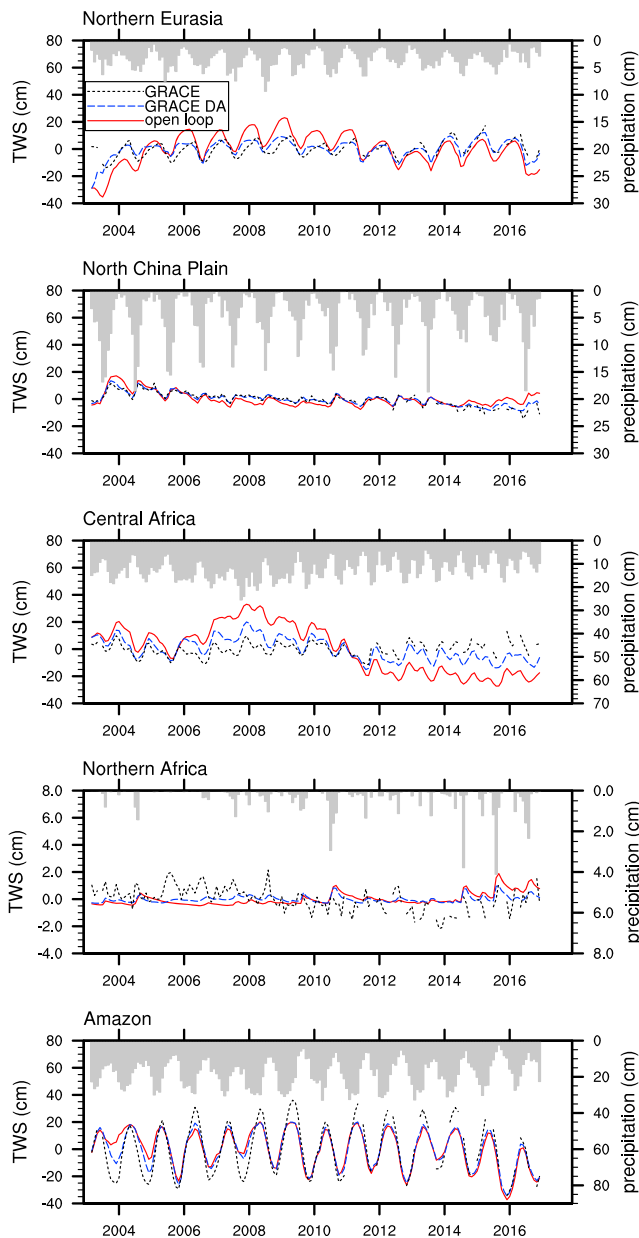 Northern Eurasia
80
60
40
20
0
-20
-40
TWS (cm)
GRACE
GRACE DA
open loop
0
5
10
15
20
25
30
precipitation (cm)
2004 2006 2008 2010 2012 2014 2016
North China Plain
80
60
40
20
0
-20
-40
TWS (cm)
0
5
10
15
20
25
30
precipitation (cm)
2004 2006 2008 2010 2012 2014 2016
Central Africa
80
60
40
20
0
-20
-40
TWS (cm)
0
10
20
30
40
50
60
70
precipitation (cm)
2004 2006 2008 2010 2012 2014 2016
Northern Africa
8.0
6.0
4.0
2.0
0.0
-2.0
-4.0
TWS (cm)
0.0
2.0
4.0
6.0
8.0
precipitation (cm)
2004 2006 2008 2010 2012 2014 2016
Amazon
80
60
40
20
0
-20
-40
TWS (cm)
0
20
40
60
80
precipitation (cm)
2004 2006 2008 2010 2012 2014 2016